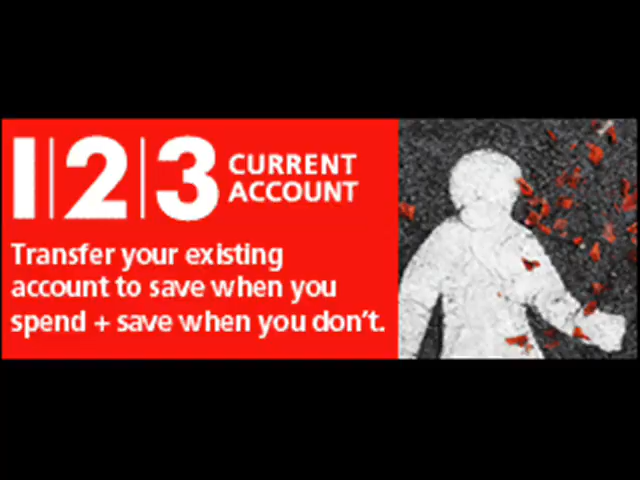 1|2|3 CURRENT
ACCOUNT
Transfer your existing
account to save when you
spend + save when you don't.